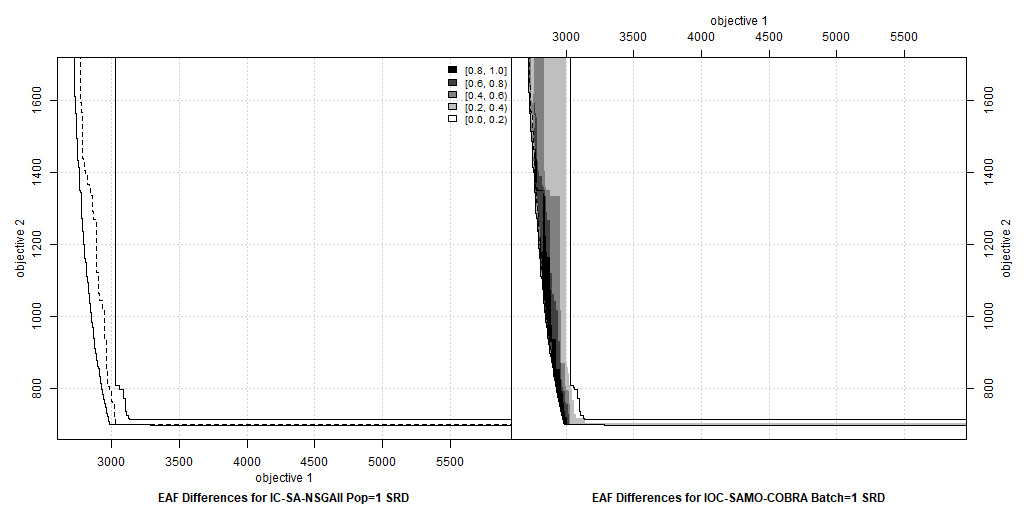 objective 1
3000 3500 4000 4500 5000 5500
[0.8, 1.0]
[0.6, 0.8)
[0.4, 0.6)
[0.2, 0.4)
[0.0, 0.2)
1600
1400
1200
1000
800
objective 2
1600
1400
1200
1000
800
objective 2
3000 3500 4000 4500 5000 5500
objective 1
EAF Differences for IC-SA-NSGAII Pop=1 SRD
EAF Differences for IOC-SAMO-COBRA Batch=1 SRD